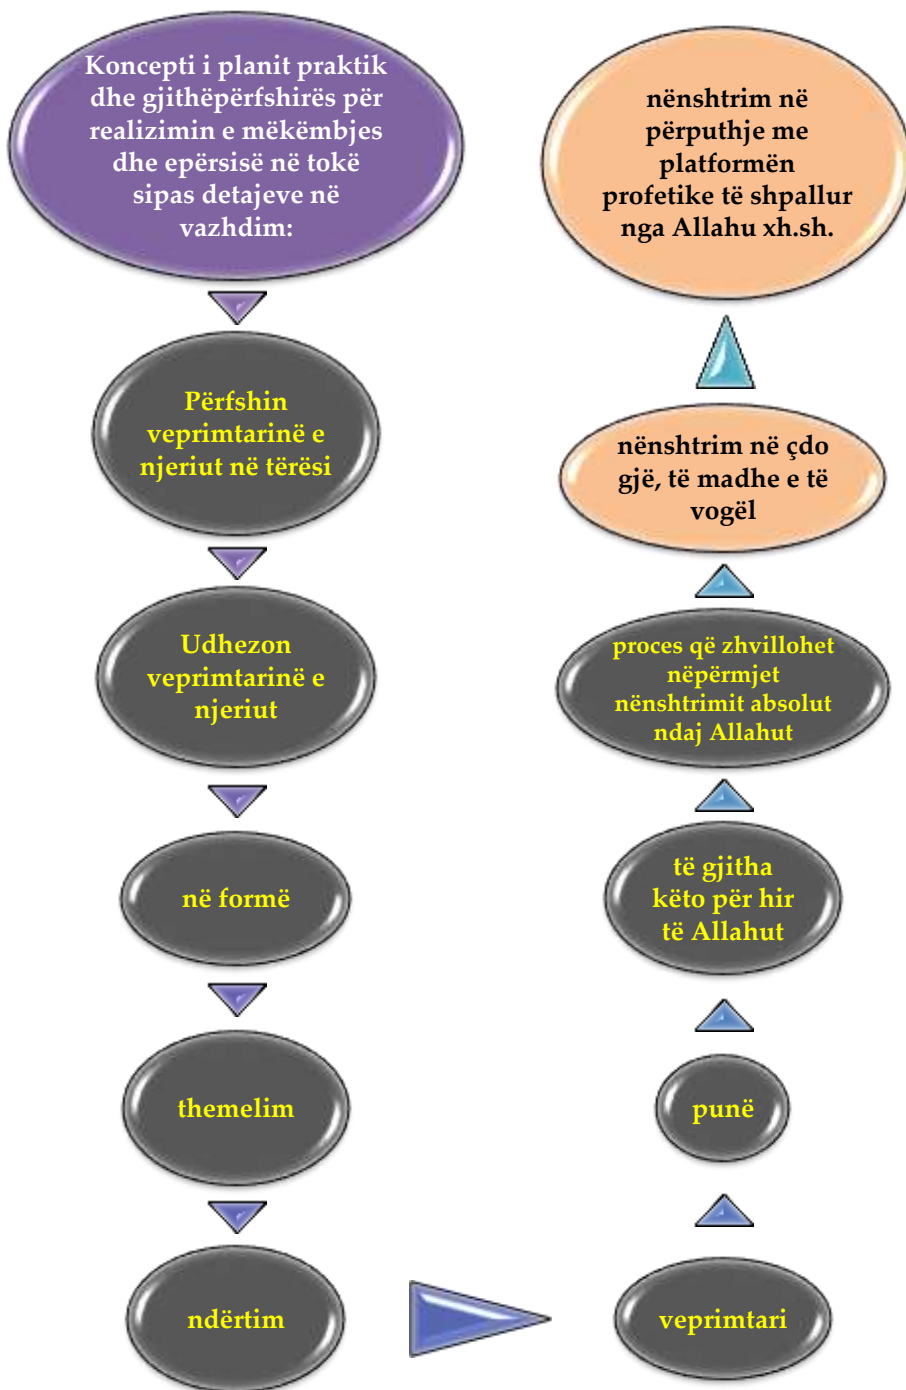 Koncepti i planit praktik
dhe gjithëpërfshirës për
realizimin e mëkëmbjes
dhe epërsisë në tokë
sipas detajeve në
vazhdim:
Përfshin
veprimtarinë e
njeriut në tërësi
Udhezon
veprimtarinë e
njeriut
në formë
themelim
ndërtim
veprimtari
punë
të gjitha
këto për hir
të Allahut
proces që zhvillohet
nëpërmjet
nënshtrimit absolut
ndaj Allahut
nënshtrim në çdo
gjë, të madhe e të
vogël
nënshtrim në
përputhje me
platformën
profetike të shpallur
nga Allahu xh.sh.